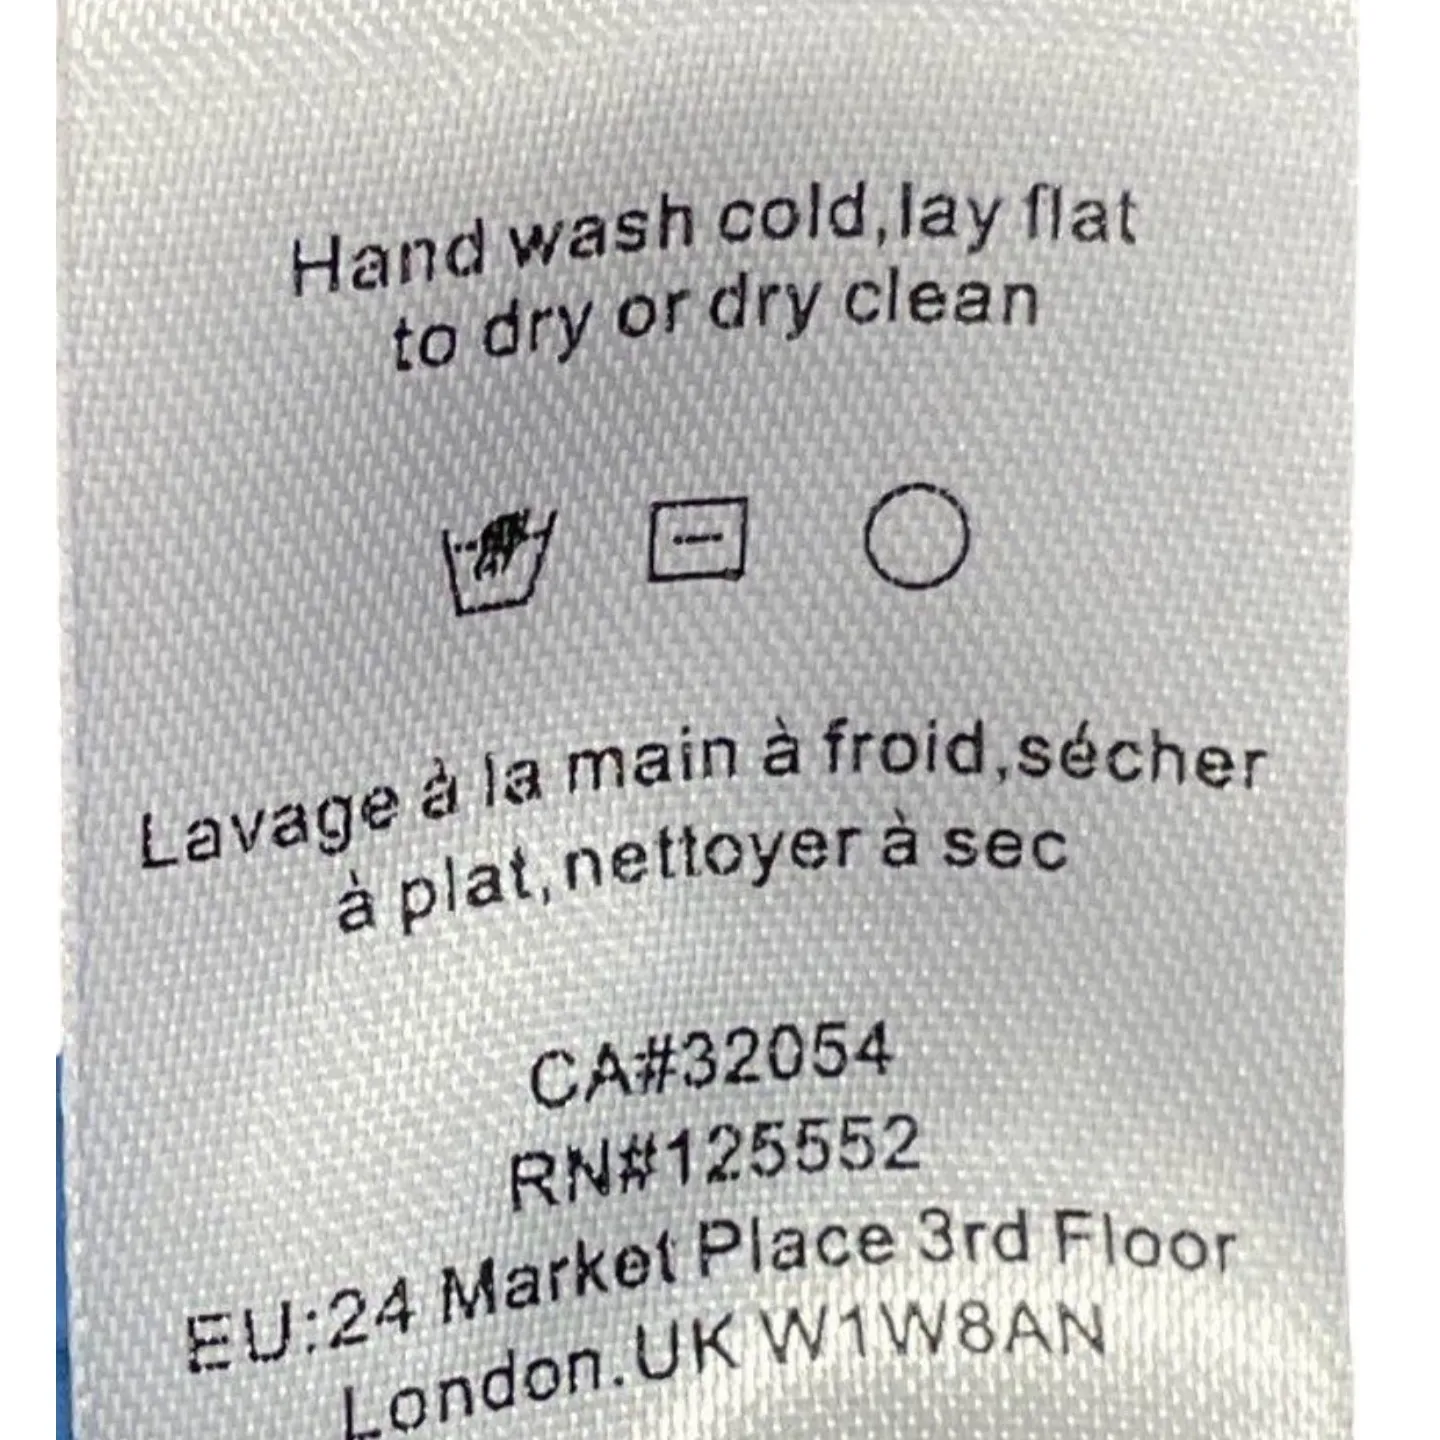 Hand wash cold,lay flat
to dry or dry clean
Lavage à la main à froid,sécher
à plat,nettoyer à sec
CA#32054
RN#125552
EU:24 Market Place 3rd Floor
London.UK W1W8AN